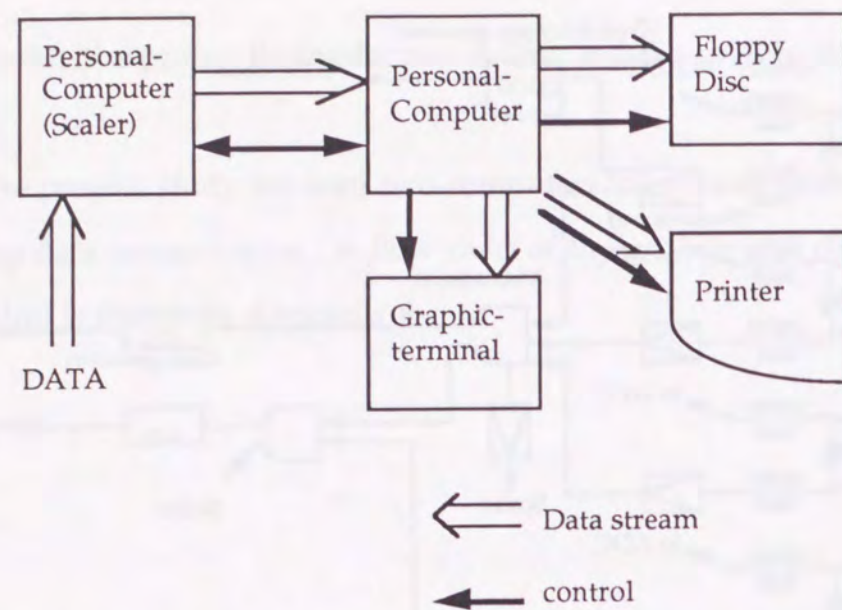 Personal-
Computer
(Scaler)
Personal-
Computer
Floppy
Disc
Graphic-
terminal
Printer
DATA
Data stream
control